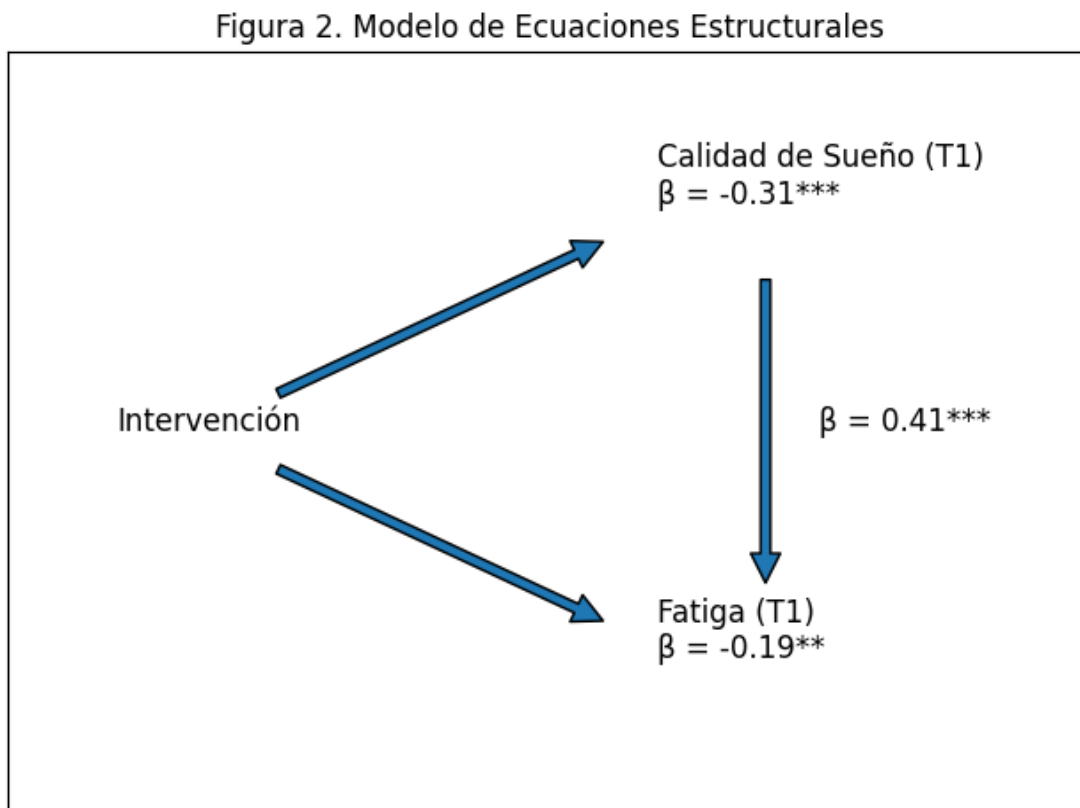 Figura 2. Modelo de Ecuaciones Estructurales
Calidad de Sueño (T1)
β = -0.31***
Intervención
β = 0.41***
Fatiga (T1)
β = -0.19**